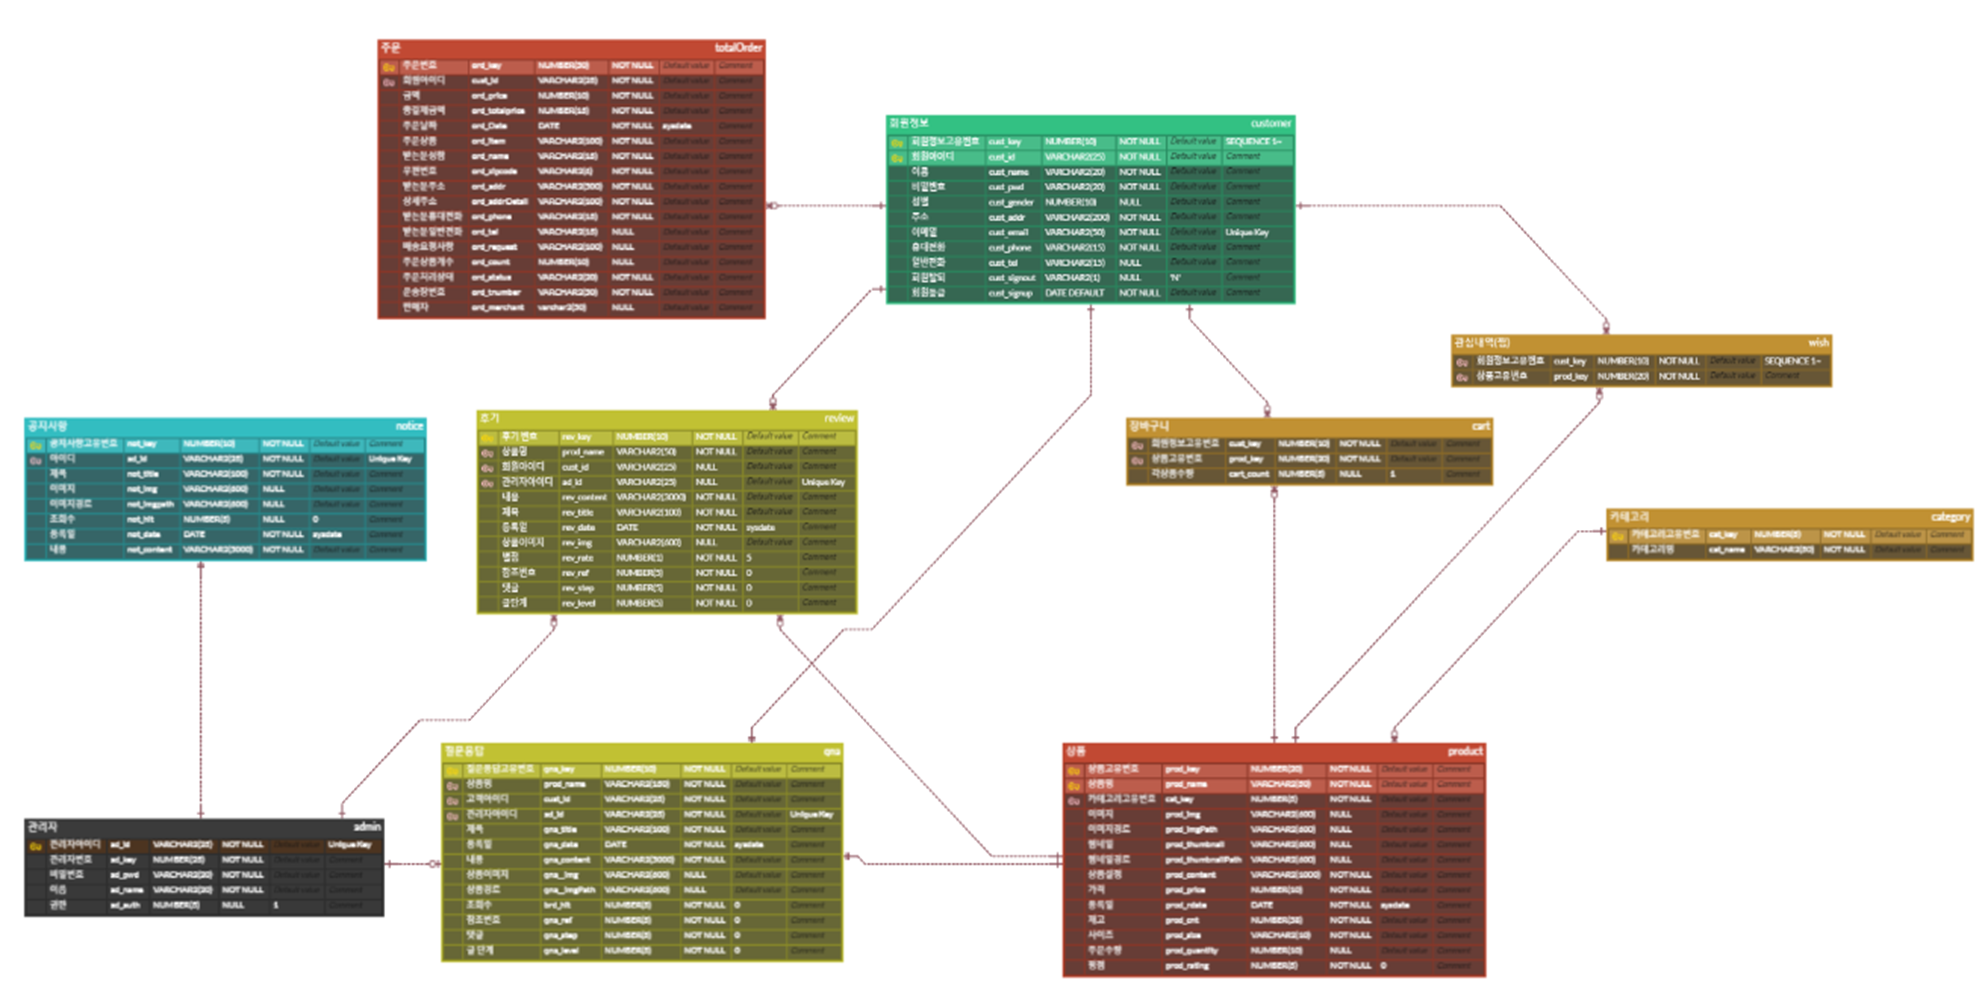 주문 totalOrder
주문번호 ord_key NUMBER(30) NOT NULL Default value Comment
회원아이디 cust_id VARCHAR2(25) NOT NULL Default value Comment
금액 ord_price NUMBER(10) NOT NULL Default value Comment
총결제금액 ord_totalprice NUMBER(15) NOT NULL Default value Comment
주문날짜 ord_Date DATE NOT NULL sysdate Comment
주문상품 ord_item VARCHAR2(100) NOT NULL Default value Comment
받는분성함 ord_name VARCHAR2(15) NOT NULL Default value Comment
우편번호 ord_zipcode NOT NULL Default value Comment
받는분주소 ord_addr VARCHAR2(300) NOT NULL Default value Comment
상세주소 ord_addrDetail VARCHAR2(100) NOT NULL Default value Comment
받는분휴대전화 ord_phone VARCHAR2(15) NOT NULL Default value Comment
받는분일반전화 ord_tel VARCHAR2(15) NULL Default value Comment
배송요청사항 ord_request VARCHAR2(100) NULL Default value Comment
주문상품개수 ord_count NUMBER(10) NULL Default value Comment
주문처리상태 ord_status VARCHAR2(20) NOT NULL Default value Comment
운송장번호 ord_tnumber VARCHAR2(30) NOT NULL Default value Comment
판매자 ord_merchant varchar2(50) NULL Default value Comment
회원정보 customer
회원정보고유번호 cust_key NUMBER(10) NOT NULL Default value SEQUENCE 1~
회원아이디 cust_id VARCHAR2(25) NOT NULL Default value Comment
이름 cust_name VARCHAR2(20) NOT NULL Default value Comment
비밀번호 cust_pwd VARCHAR2(20) NOT NULL Default value Comment
성별 cust_gender NUMBER(10) NULL Default value Comment
주소 cust_addr VARCHAR2(200) NOT NULL Default value Comment
이메일 cust_email VARCHAR2(50) NOT NULL Default value Unique Key
휴대전화 cust_phone VARCHAR2(15) NOT NULL Default value Comment
일반전화 cust_tel VARCHAR2(15) NULL Default value Comment
회원탈퇴 cust_signout VARCHAR2(1) NULL 'N' Comment
회원등급 cust_signup DATE DEFAULT NOT NULL Default value Comment
관심내역(찜) wish
회원정보고유번호 cust_key NUMBER(10) NOT NULL Default value SEQUENCE 1~
상품고유번호 prod_key NUMBER(20) NOT NULL Default value Comment
공지사항 notice
공지사항고유번호 not_key NUMBER(10) NOT NULL Default value Comment
아이디 ad_id VARCHAR2(25) NOT NULL Default value Unique Key
제목 not_title VARCHAR2(100) NOT NULL Default value Comment
이미지 not_img VARCHAR2(600) NULL Default value Comment
이미지경로 not_imgpath VARCHAR2(600) NULL Default value Comment
조회수 not_hit NUMBER(5) NULL 0 Comment
등록일 not_date DATE NOT NULL sysdate Comment
내용 not_content VARCHAR2(3000) NOT NULL Default value Comment
후기 review
후기번호 rev_key NUMBER(10) NOT NULL Default value Comment
상품명 prod_name VARCHAR2(50) NOT NULL Default value Comment
회원아이디 cust_id VARCHAR2(25) NULL Default value Comment
관리자아이디 ad_id VARCHAR2(25) NULL Default value Unique Key
내용 rev_content VARCHAR2(3000) NOT NULL Default value Comment
제목 rev_title VARCHAR2(100) NOT NULL Default value Comment
등록일 rev_date DATE NOT NULL sysdate Comment
상품이미지 rev_img VARCHAR2(600) NULL Default value Comment
별점 rev_rate NUMBER(1) NOT NULL 5 Comment
참조번호 rev_ref NUMBER(5) NOT NULL 0 Comment
댓글 rev_step NUMBER(5) NOT NULL 0 Comment
글단계 rev_level NUMBER(5) NOT NULL 0 Comment
장바구니 cart
회원정보고유번호 cust_key NUMBER(10) NOT NULL Default value Comment
상품고유번호 prod_key NUMBER(20) NOT NULL Default value Comment
각상품수량 cart_count NUMBER(5) NULL 1 Comment
카테고리 category
카테고리고유번호 cat_key NUMBER(5) NOT NULL Default value Comment
카테고리명 cat_name VARCHAR2(50) NOT NULL Default value Comment
관리자 admin
관리자아이디 ad_id VARCHAR2(25) NOT NULL Default value Unique Key
관리자번호 ad_key NUMBER(25) NOT NULL Default value Comment
비밀번호 ad_pwd VARCHAR2(20) NOT NULL Default value Comment
이름 ad_name VARCHAR2(20) NOT NULL Default value Comment
권한 ad_auth NUMBER(5) NULL 1 Comment
질문응답 qna
질문응답고유번호 qna_key NUMBER(10) NOT NULL Default value Comment
상품명 prod_name VARCHAR2(150) NOT NULL Default value Comment
고객아이디 cust_id VARCHAR2(25) NOT NULL Default value Comment
관리자아이디 ad_id VARCHAR2(25) NOT NULL Default value Unique Key
제목 qna_title VARCHAR2(100) NOT NULL Default value Comment
등록일 qna_date DATE NOT NULL sysdate Comment
내용 qna_content VARCHAR2(3000) NOT NULL Default value Comment
상품이미지 qna_img VARCHAR2(600) NULL Default value Comment
상품경로 qna_imgPath VARCHAR2(600) NULL Default value Comment
조회수 brd_hit NUMBER(5) NOT NULL 0 Comment
참조번호 qna_ref NUMBER(5) NOT NULL 0 Comment
댓글 qna_step NUMBER(5) NOT NULL 0 Comment
글 단계 qna_level NUMBER(5) NOT NULL 0 Comment
상품 product
상품고유번호 prod_key NUMBER(20) NOT NULL Default value Comment
상품명 prod_name VARCHAR2(50) NOT NULL Default value Comment
카테고리고유번호 cat_key NUMBER(5) NOT NULL Default value Comment
이미지 prod_img VARCHAR2(600) NULL Default value Comment
이미지경로 prod_imgPath VARCHAR2(600) NULL Default value Comment
썸네일 prod_thumbnail VARCHAR2(600) NULL Default value Comment
썸네일경로 prod_thumbnailPath VARCHAR2(600) NULL Default value Comment
상품설명 prod_content VARCHAR2(1000) NOT NULL Default value Comment
가격 prod_price NUMBER(10) NOT NULL Default value Comment
등록일 prod_rdate DATE NOT NULL sysdate Comment
재고 prod_cnt NUMBER(38) NOT NULL Default value Comment
사이즈 prod_size VARCHAR2(10) NOT NULL Default value Comment
주문수량 prod_quantity NUMBER(10) NULL Default value Comment
평점 prod_rating NUMBER(5) NOT NULL 0 Comment